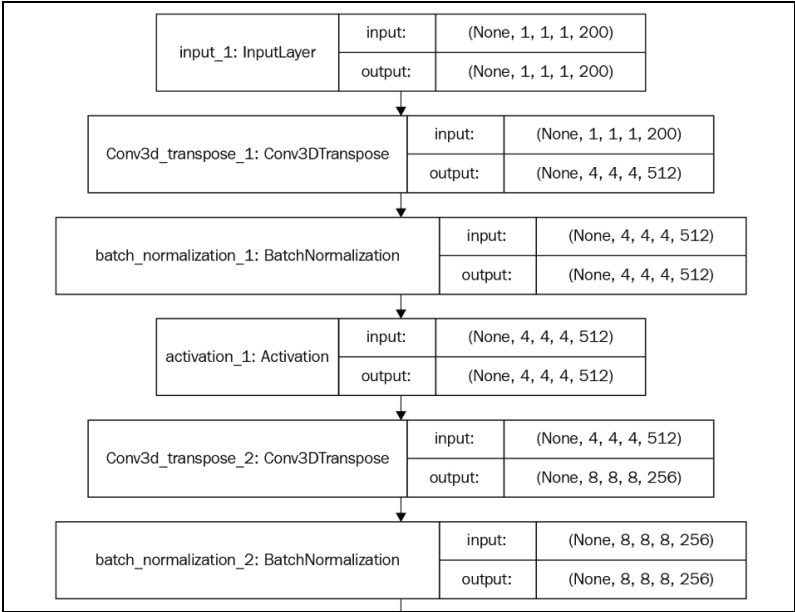 input_1: InputLayer
input: (None, 1, 1, 1, 200)
output: (None, 1, 1, 1, 200)
Conv3d_transpose_1: Conv3DTranspose
input: (None, 1, 1, 1, 200)
output: (None, 4, 4, 4, 512)
batch_normalization_1: BatchNormalization
input: (None, 4, 4, 4, 512)
output: (None, 4, 4, 4, 512)
activation_1: Activation
input: (None, 4, 4, 4, 512)
output: (None, 4, 4, 4, 512)
Conv3d_transpose_2: Conv3DTranspose
input: (None, 4, 4, 4, 512)
output: (None, 8, 8, 8, 256)
batch_normalization_2: BatchNormalization
input: (None, 8, 8, 8, 256)
output: (None, 8, 8, 8, 256)